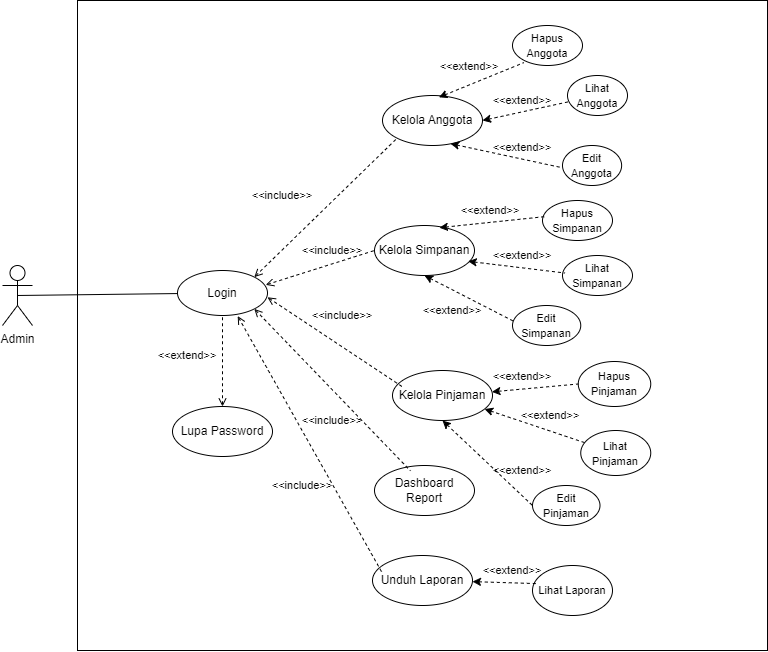 Hapus
Anggota
<<extend>>
Lihat
Anggota
<<extend>>
Kelola Anggota
<<extend>>
Edit
Anggota
<<include>>
Hapus
Simpanan
<<extend>>
Kelola Simpanan
<<include>>
<<extend>>
Lihat
Simpanan
<<extend>>
Edit
Simpanan
Login
Admin
<<include>>
<<extend>>
Lupa Password
Kelola Pinjaman
<<extend>>
Hapus
Pinjaman
<<extend>>
Lihat
Pinjaman
<<include>>
<<extend>>
Edit
Pinjaman
Dashboard
Report
<<include>>
Unduh Laporan
<<extend>>
Lihat Laporan